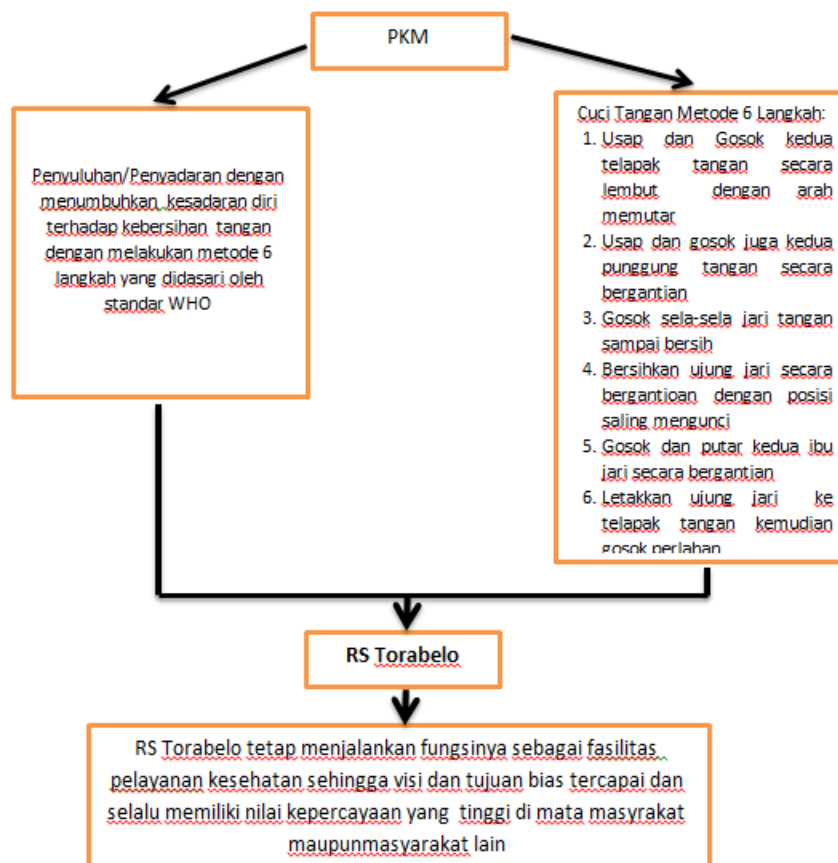 PKM
Penyuluhan/Penyadaran dengan
menumbuhkan kesadaran diri
terhadap kebersihan tangan
dengan melakukan metode 6
langkah yang didasari oleh
standar WHO
Cuci Tangan Metode 6 Langkah:
1. Usap dan Gosok kedua
telapak tangan secara
lembut dengan arah
memutar
2. Usap dan gosok juga kedua
punggung tangan secara
bergantian
3. Gosok sela-sela jari tangan
sampai bersih
4. Bersihkan ujung jari secara
bergantioan dengan posisi
saling mengunci
5. Gosok dan putar kedua ibu
jari secara bergantian
6. Letakkan ujung jari ke
telapak tangan kemudian
gosok perlahan
RS Torabelo
RS Torabelo tetap menjalankan fungsinya sebagai fasilitas
pelayanan kesehatan sehingga visi dan tujuan bias tercapai dan
selalu memiliki nilai kepercayaan yang tinggi di mata masyrakat
maupunmasyarakat lain